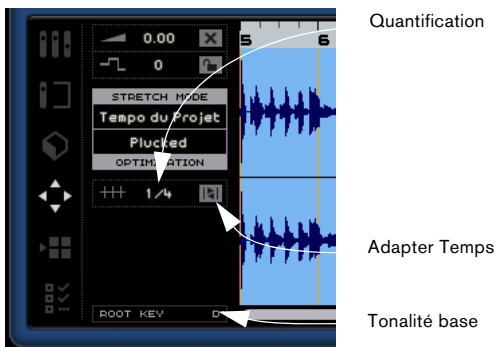 Quantification
0.00
5 6
0
STRETCH MODE
Tempo du Projet
Plucked
OPTIMIZATION
1/4
Adapter Temps
ROOT KEY D
Tonalité base